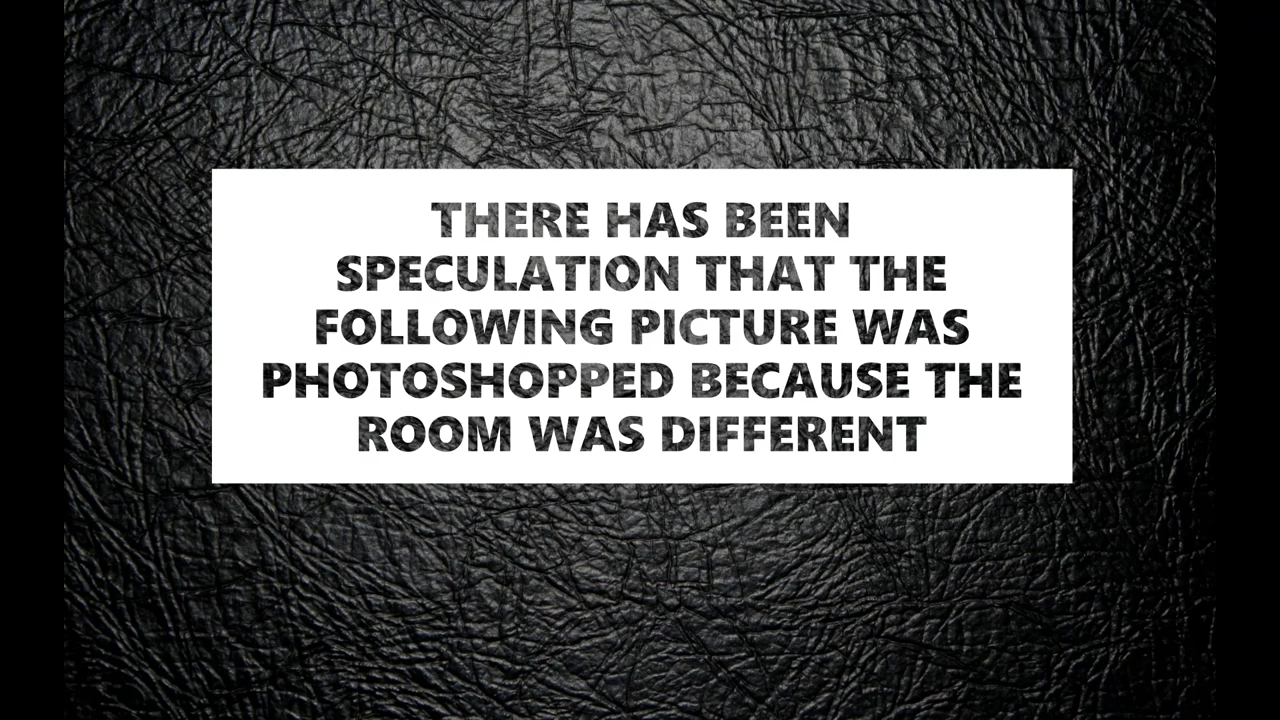 THERE HAS BEEN
SPECULATION THAT THE
FOLLOWING PICTURE WAS
PHOTOSHOPPED BECAUSE THE
ROOM WAS DIFFERENT